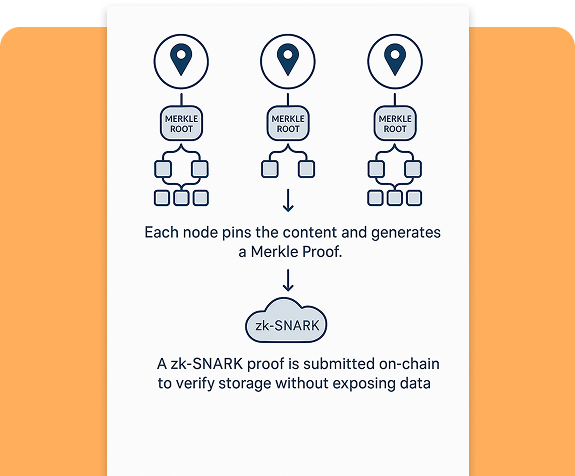 MERKLE
ROOT
MERKLE
ROOT
MERKLE
ROOT
Each node pins the content and generates
a Merkle Proof.
zk-SNARK
A zk-SNARK proof is submitted on-chain
to verify storage without exposing data